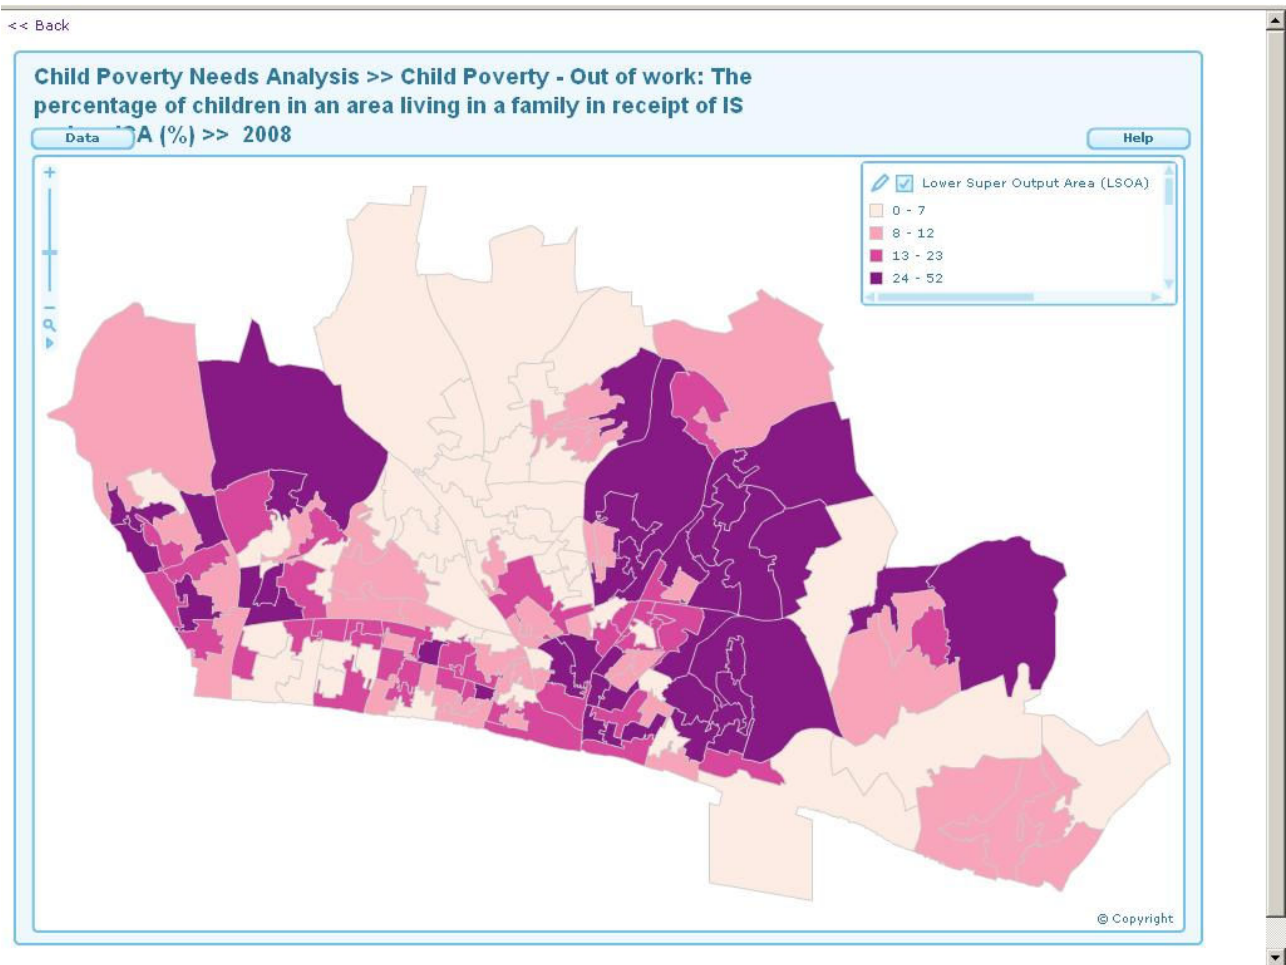 << Back
Child Poverty Needs Analysis >> Child Poverty - Out of work: The
percentage of children in an area living in a family in receipt of IS
Data
A (%) >> 2008
Help
Lower Super Output Area (LSOA)
0 - 7
8 - 12
13 - 23
24 - 52
© Copyright